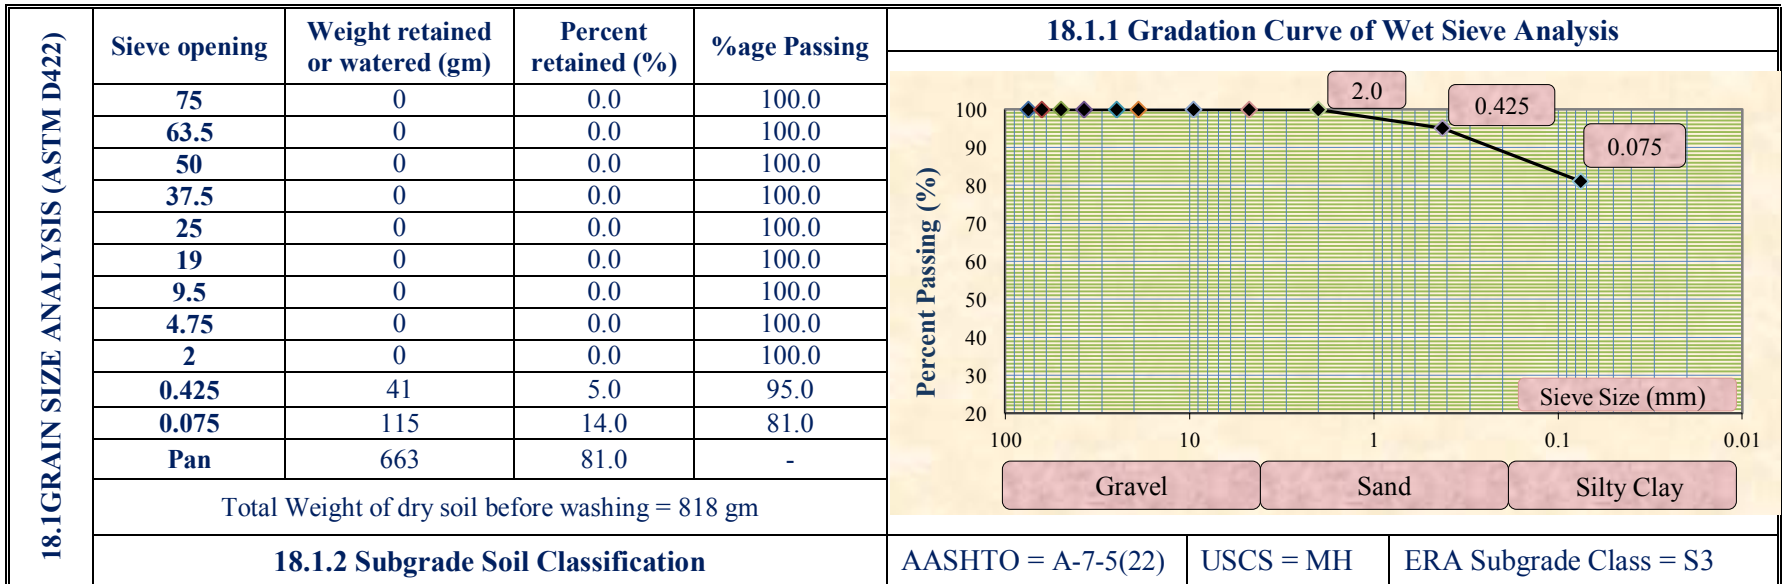 18.1GRAIN SIZE ANALYSIS (ASTM D422)
Sieve opening Weight retained or watered (gm) Percent retained (%) %age Passing
75 0 0.0 100.0
63.5 0 0.0 100.0
50 0 0.0 100.0
37.5 0 0.0 100.0
25 0 0.0 100.0
19 0 0.0 100.0
9.5 0 0.0 100.0
4.75 0 0.0 100.0
2 0 0.0 100.0
0.425 41 5.0 95.0
0.075 115 14.0 81.0
Pan 663 81.0 -
Total Weight of dry soil before washing = 818 gm
18.1.1 Gradation Curve of Wet Sieve Analysis
2.0
0.425
0.075
Percent Passing (%)
100
90
80
70
60
50
40
30
20
Sieve Size (mm)
100 10 1 0.1 0.01
Gravel Sand Silty Clay
18.1.2 Subgrade Soil Classification AASHTO = A-7-5(22) USCS = MH ERA Subgrade Class = S3